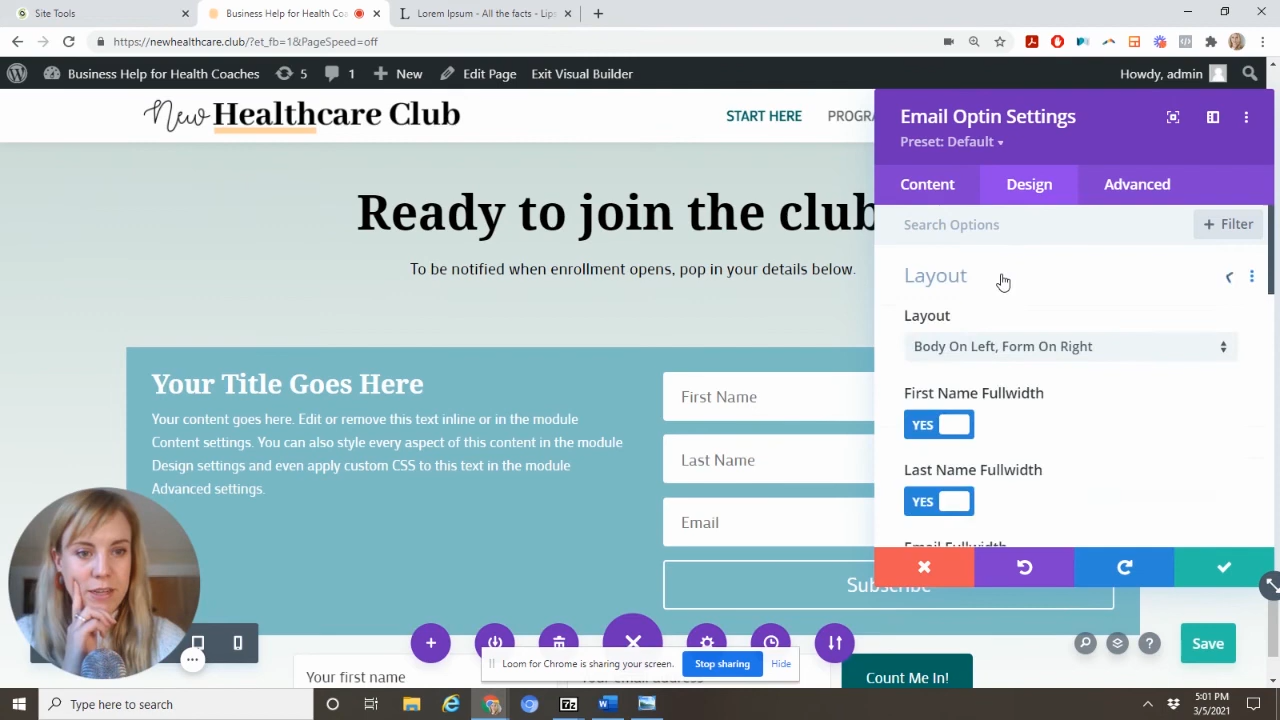 Site Tools
Business Help for Health Coa
Lorem Ipsum - All the facts - Lips
https://newhealthcare.club/?et_fb=1&PageSpeed=off
Business Help for Health Coaches
5
1
New
Edit Page
Exit Visual Builder
Howdy, admin
New Healthcare Club
START HERE
PROGRA
Ready to join the club
To be notified when enrollment opens, pop in your details below.
Your Title Goes Here
Your content goes here. Edit or remove this text inline or in the module
Content settings. You can also style every aspect of this content in the module
Design settings and even apply custom CSS to this text in the module
Advanced settings.
First Name
Last Name
Email
Subscribe
Email Optin Settings
Preset: Default
Content
Design
Advanced
Search Options
+ Filter
Layout
Layout
Body On Left, Form On Right
First Name Fullwidth
YES
Last Name Fullwidth
YES
Email Fullwidth
Save
Loom for Chrome is sharing your screen.
Stop sharing
Hide
Your first name
Your email address
Count Me In!
Type here to search
5:01 PM
3/5/2021